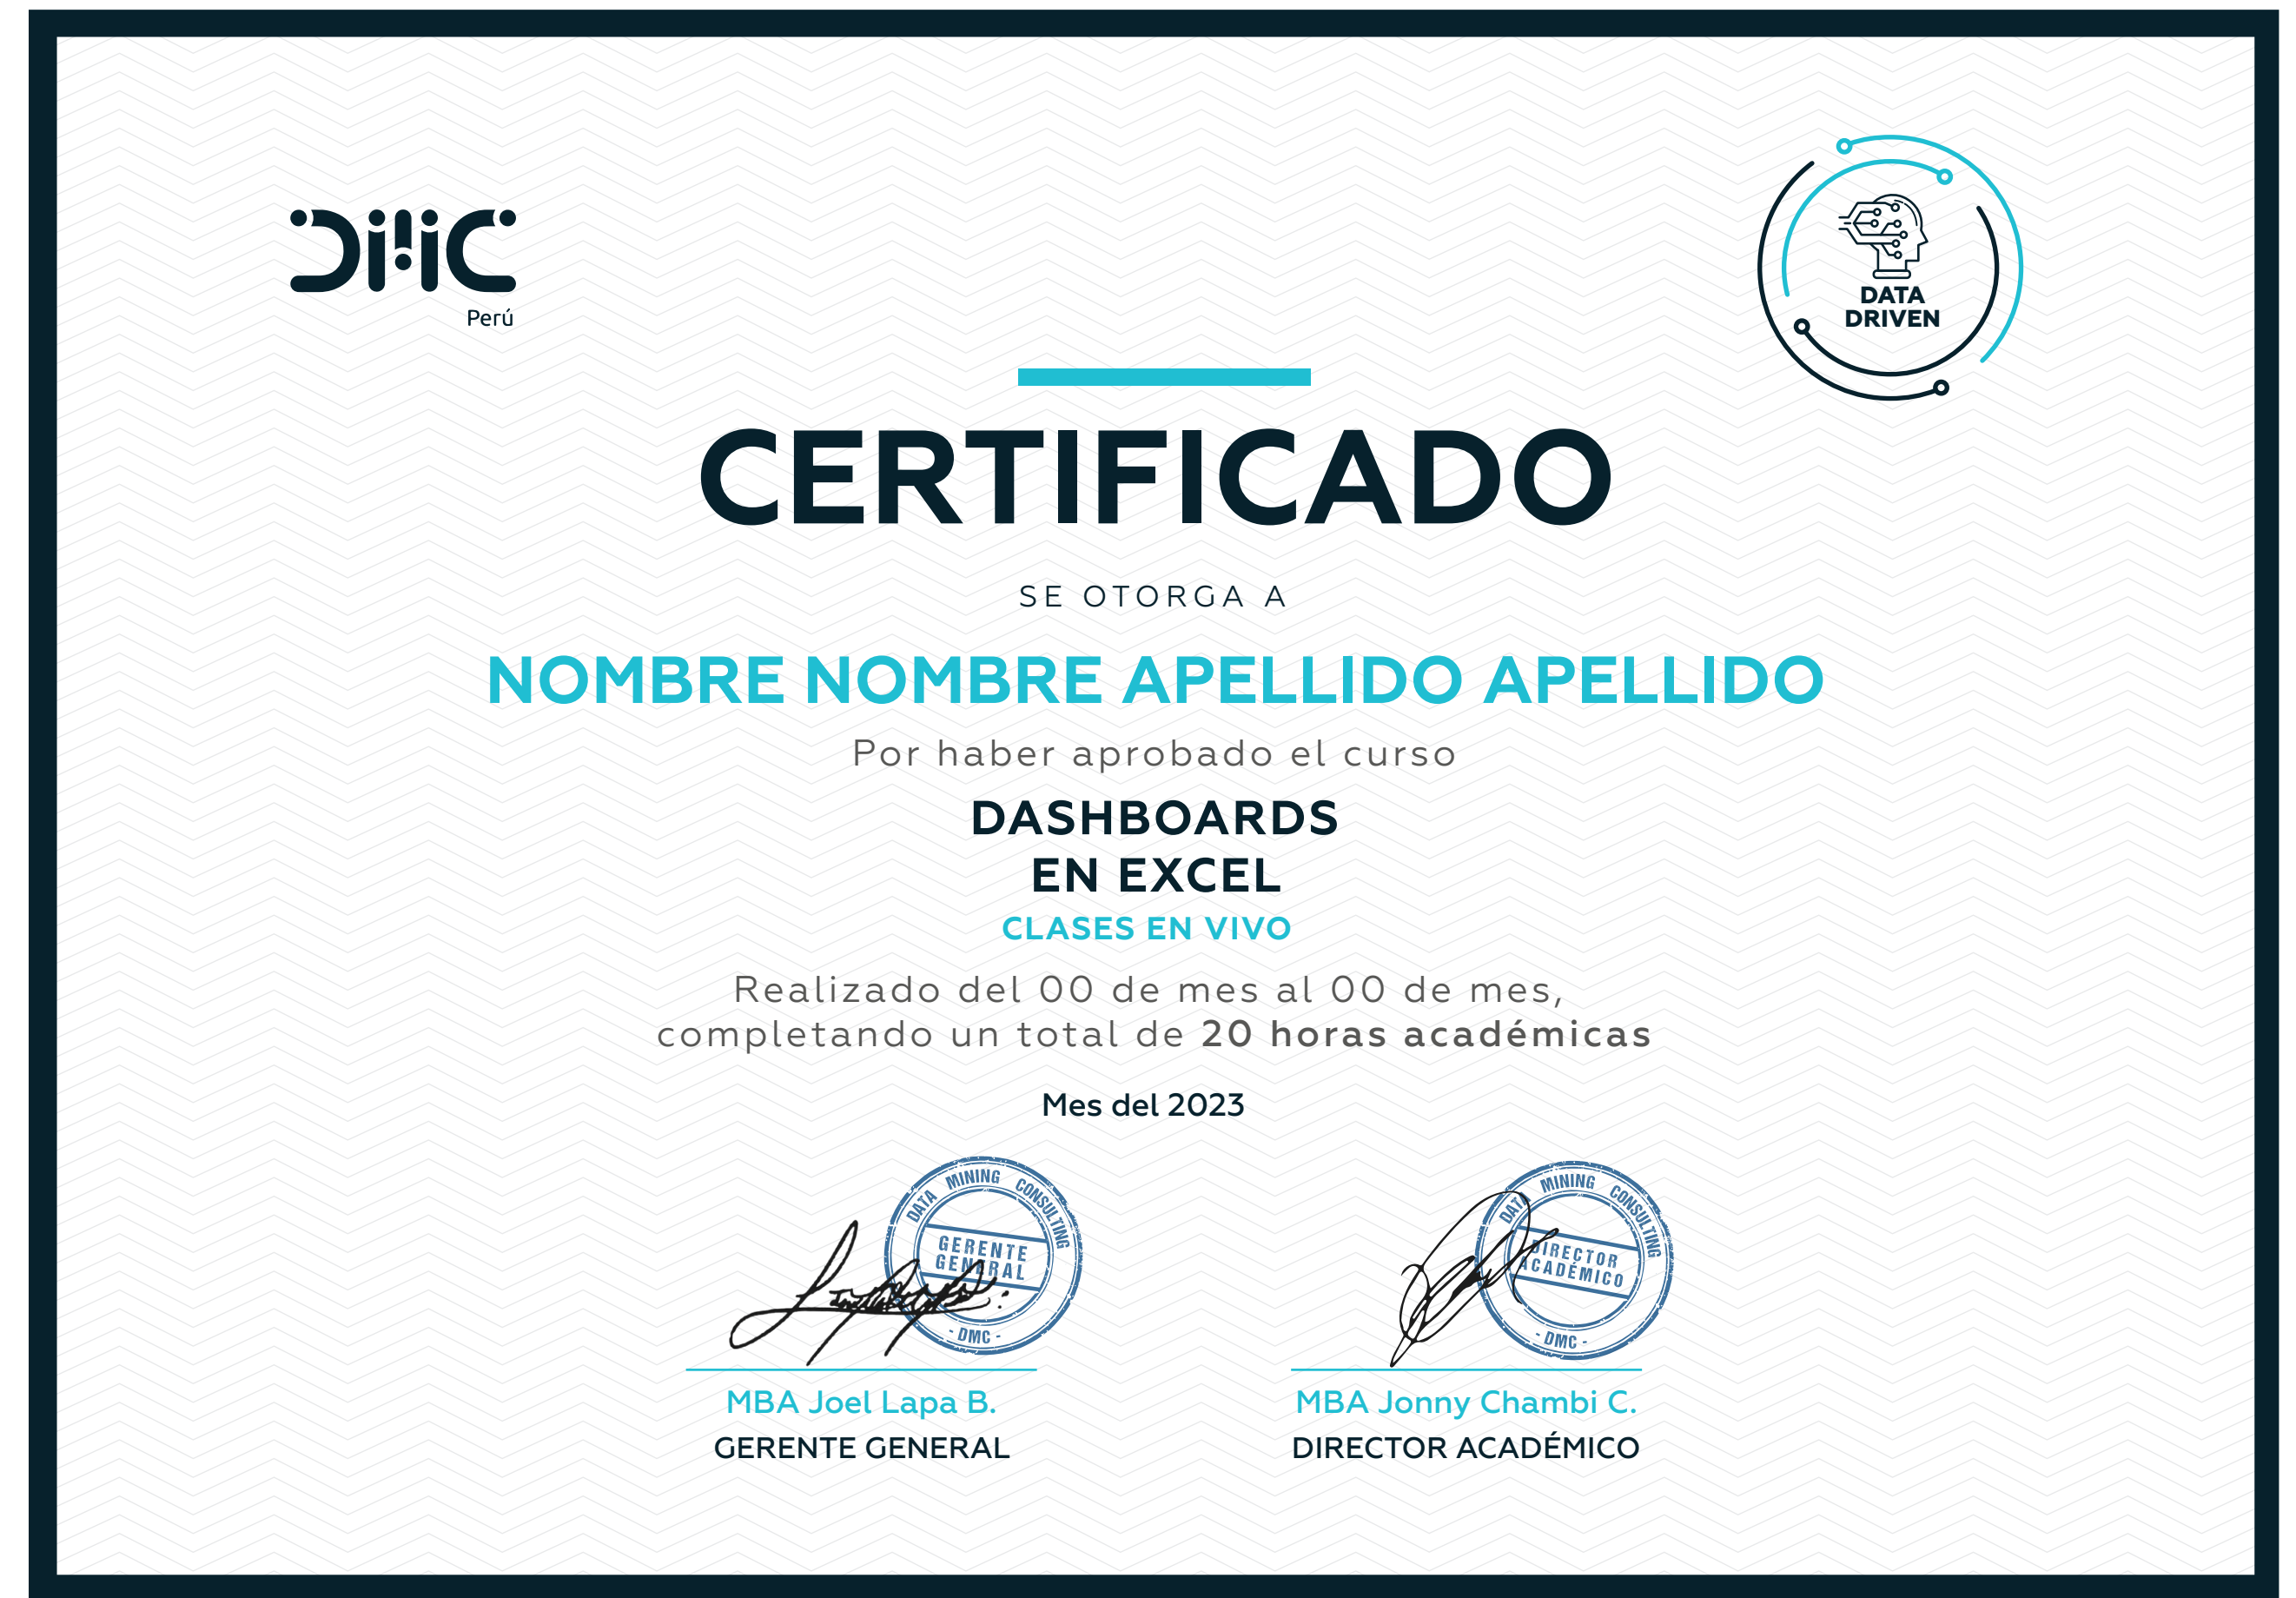 DMC
Perú
DATA
DRIVEN
CERTIFICADO
SE OTORGA A
NOMBRE NOMBRE APELLIDO APELLIDO
Por haber aprobado el curso
DASHBOARDS
EN EXCEL
CLASES EN VIVO
Realizado del 00 de mes al 00 de mes,
completando un total de 20 horas académicas
Mes del 2023
DATA MINING CONSULTING
GERENTE
GENERAL
- DMC -
DATA MINING CONSULTING
DIRECTOR
ACADÉMICO
- DMC -
MBA Joel Lapa B.
GERENTE GENERAL
MBA Jonny Chambi C.
DIRECTOR ACADÉMICO